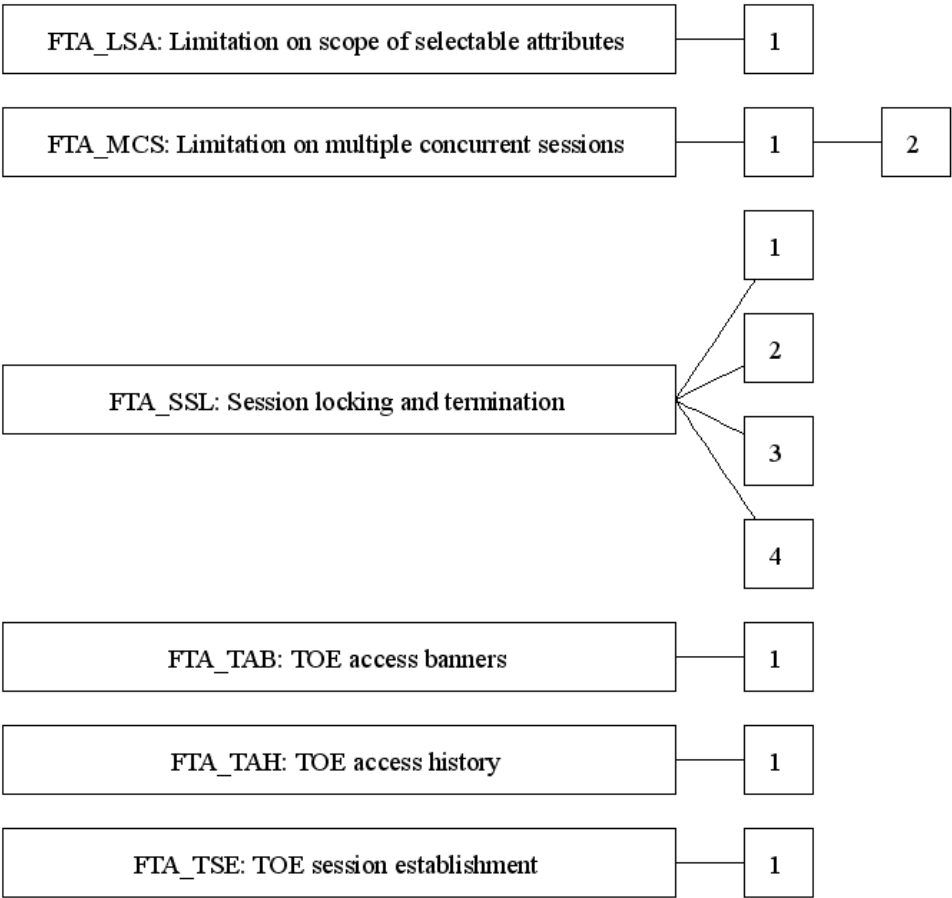 FTA_LSA: Limitation on scope of selectable attributes 1
FTA_MCS: Limitation on multiple concurrent sessions 1 2
1
2
FTA_SSL: Session locking and termination
3
4
FTA_TAB: TOE access banners 1
FTA_TAH: TOE access history 1
FTA_TSE: TOE session establishment 1